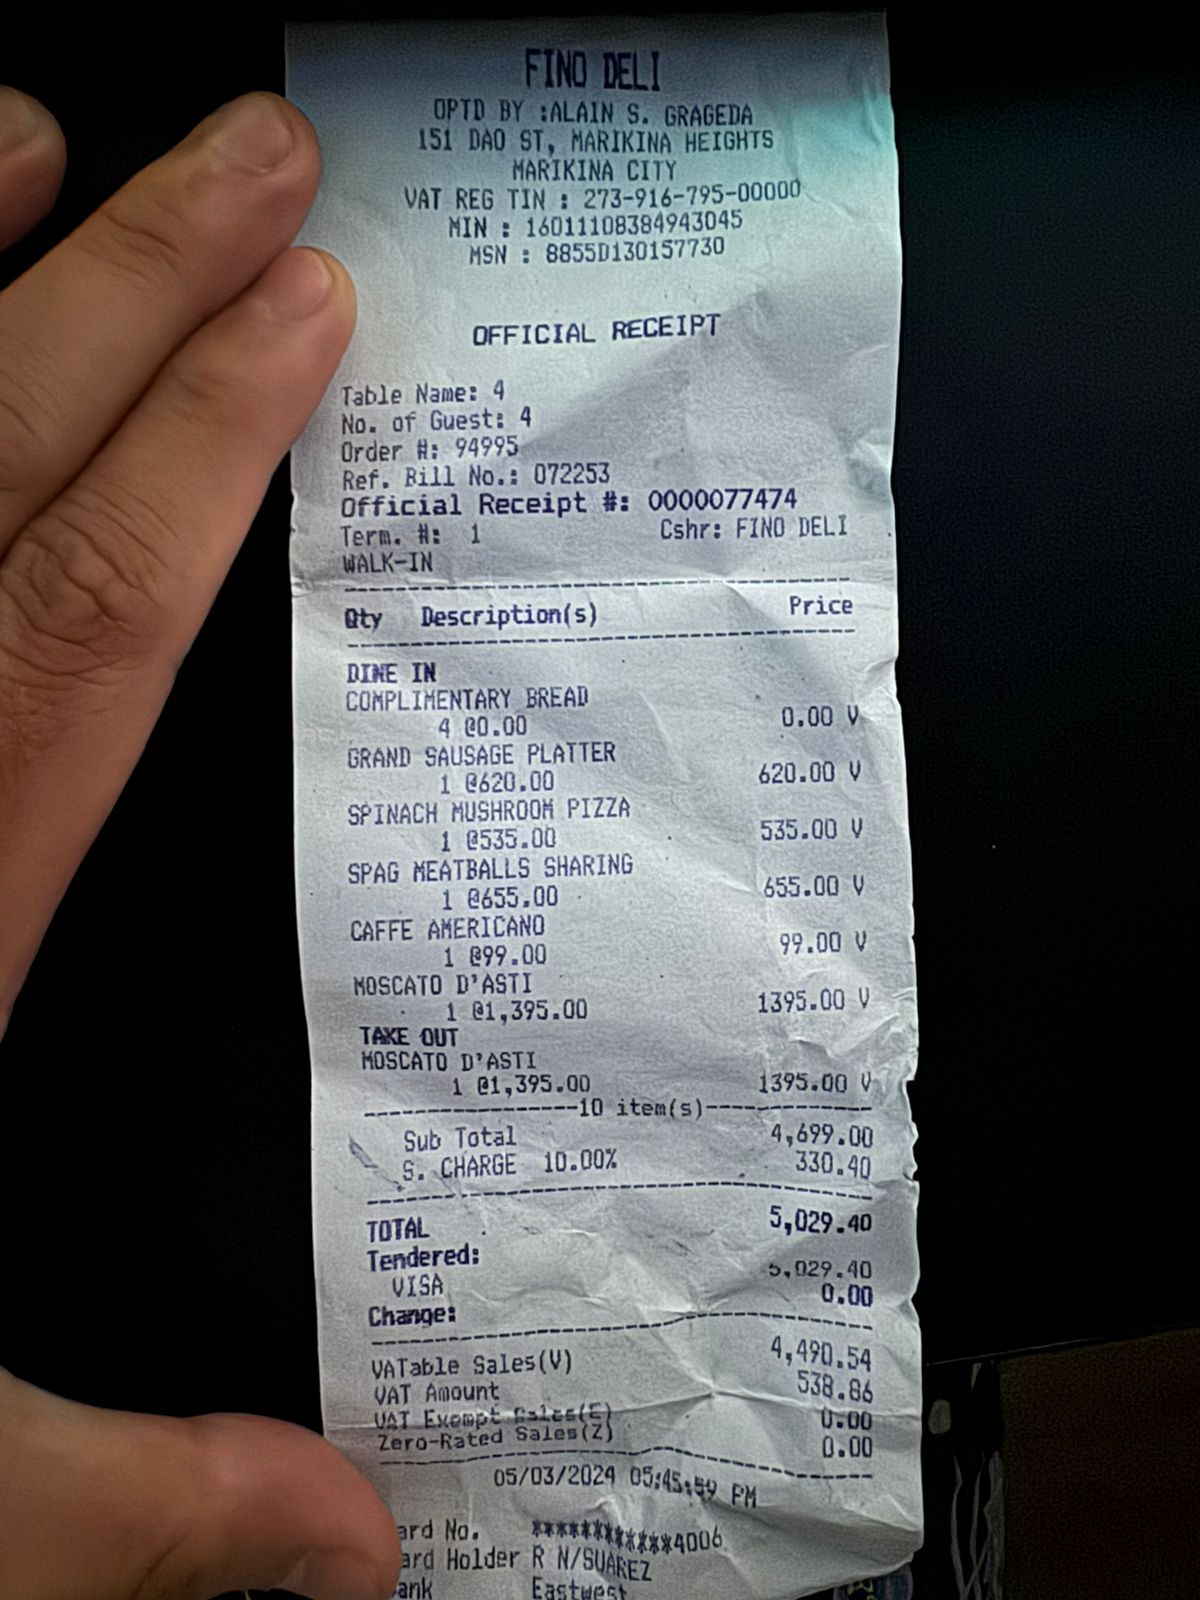 FINO DELI
OPTD BY :ALAIN S. GRAGEDA
151 DAO ST, MARIKINA HEIGHTS
MARIKINA CITY
VAT REG TIN : 273-916-795-00000
MIN : 16011108384943045
MSN : 8855D130157730
OFFICIAL RECEIPT
Table Name: 4
No. of Guest: 4
Order #: 94995
Ref. Bill No.: 072253
Official Receipt #: 0000077474
Term. #: 1 Cshr: FINO DELI
WALK-IN
Qty Description(s) Price
DINE IN
COMPLIMENTARY BREAD
4 @0.00 0.00 V
GRAND SAUSAGE PLATTER
1 @620.00 620.00 V
SPINACH MUSHROOM PIZZA
1 @535.00 535.00 V
SPAG MEATBALLS SHARING
1 @655.00 655.00 V
CAFFE AMERICANO
1 @99.00 99.00 V
MOSCATO D'ASTI
1 @1,395.00 1395.00 V
TAKE OUT
MOSCATO D'ASTI
1 @1,395.00 1395.00 V
10 item(s)
Sub Total 4,699.00
S. CHARGE 10.00% 330.40
TOTAL 5,029.40
Tendered:
VISA 5,029.40
Change: 0.00
VATable Sales(V) 4,490.54
VAT Amount 538.86
VAT Exempt Sales(E) 0.00
Zero-Rated Sales(Z) 0.00
05/03/2024 05:45:59 PM
ard No. ************4006
ard Holder R N/SUAREZ
ank Eastwest